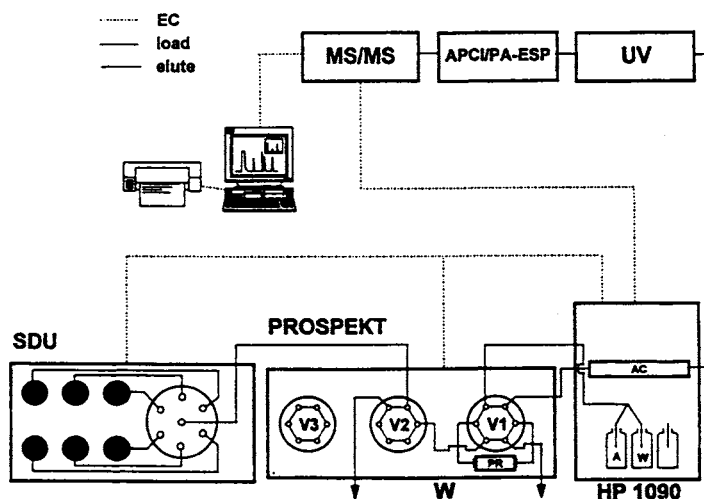 EC
load
elute
MS/MS
APCI/PA-ESP
UV
SDU
PROSPEKT
AC
V3
V2
V1
PR
A
W
W
HP 1090